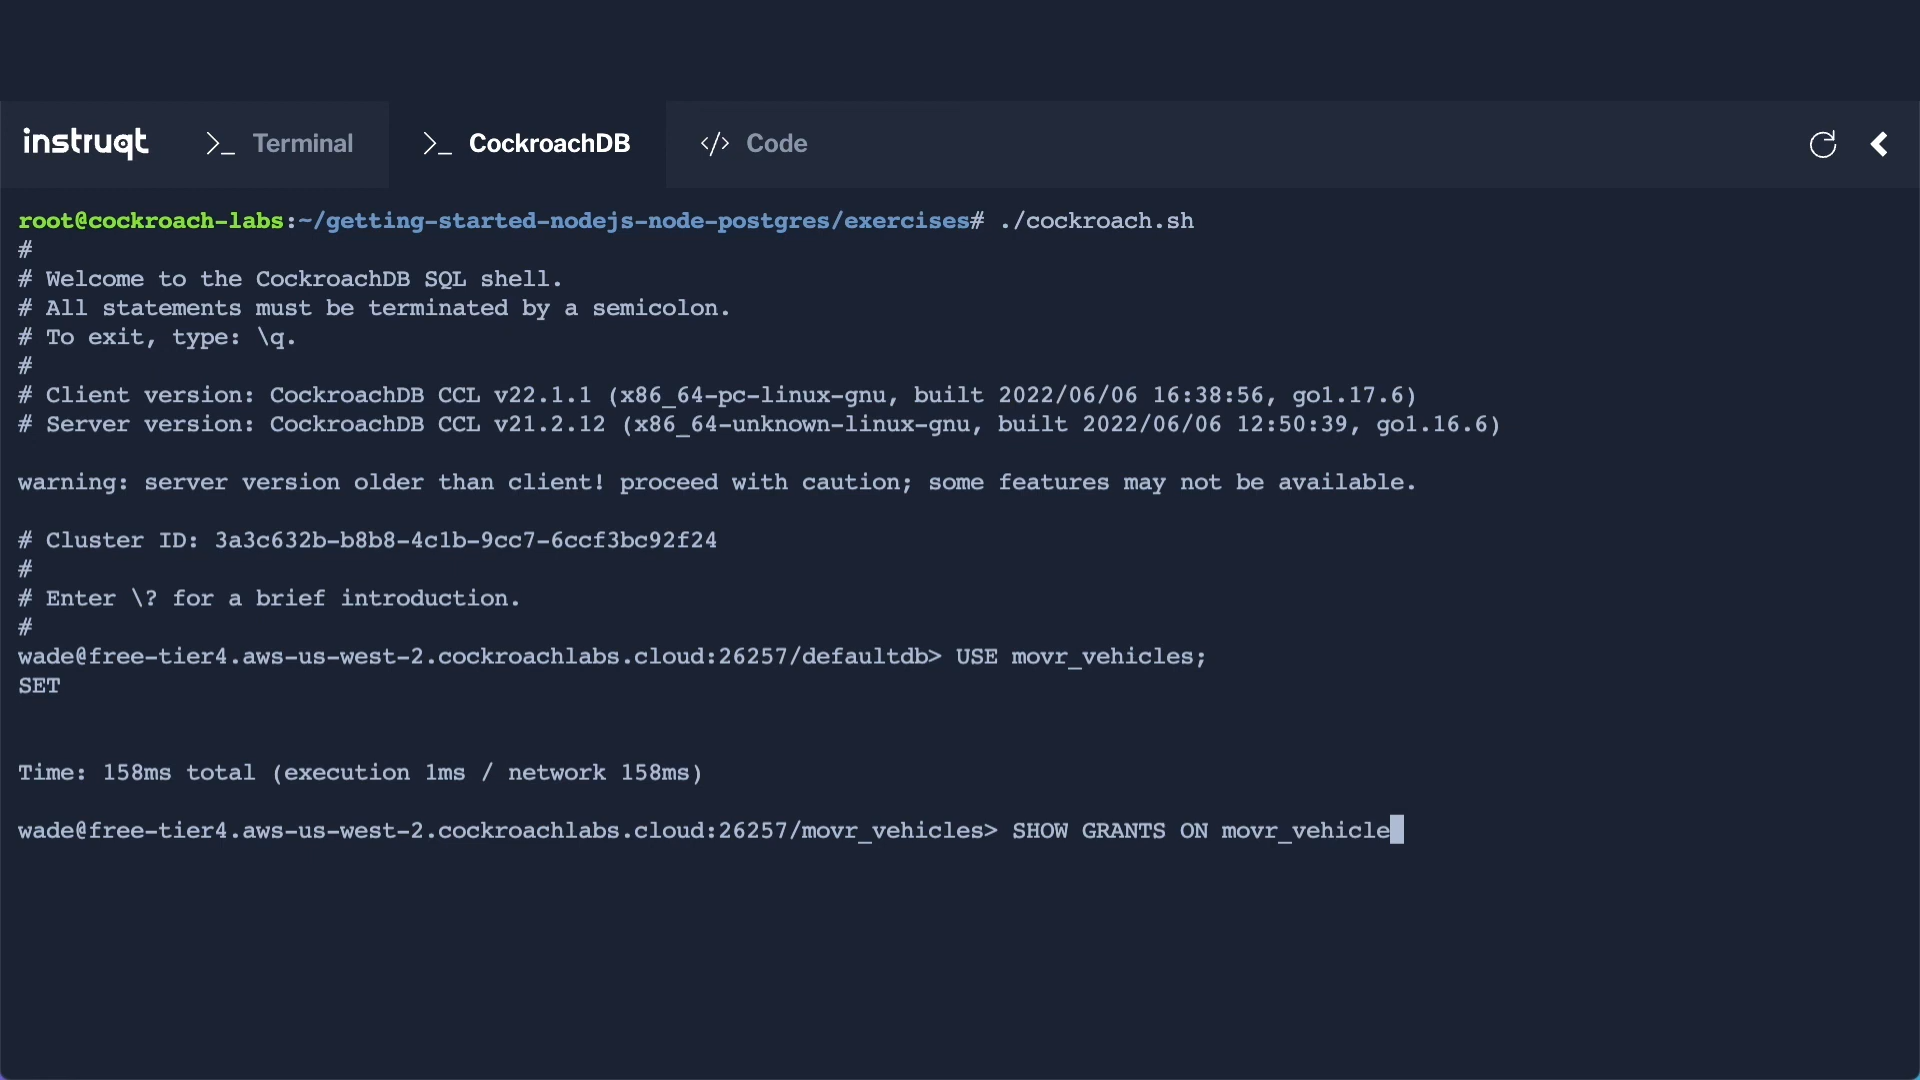 instruqt >_ Terminal >_ CockroachDB </> Code
root@cockroach-labs:~/getting-started-nodejs-node-postgres/exercises# ./cockroach.sh
#
# Welcome to the CockroachDB SQL shell.
# All statements must be terminated by a semicolon.
# To exit, type: \q.
#
# Client version: CockroachDB CCL v22.1.1 (x86_64-pc-linux-gnu, built 2022/06/06 16:38:56, go1.17.6)
# Server version: CockroachDB CCL v21.2.12 (x86_64-unknown-linux-gnu, built 2022/06/06 12:50:39, go1.16.6)
warning: server version older than client! proceed with caution; some features may not be available.
# Cluster ID: 3a3c632b-b8b8-4c1b-9cc7-6ccf3bc92f24
#
# Enter \? for a brief introduction.
#
wade@free-tier4.aws-us-west-2.cockroachlabs.cloud:26257/defaultdb> USE movr_vehicles;
SET
Time: 158ms total (execution 1ms / network 158ms)
wade@free-tier4.aws-us-west-2.cockroachlabs.cloud:26257/movr_vehicles> SHOW GRANTS ON movr_vehicle